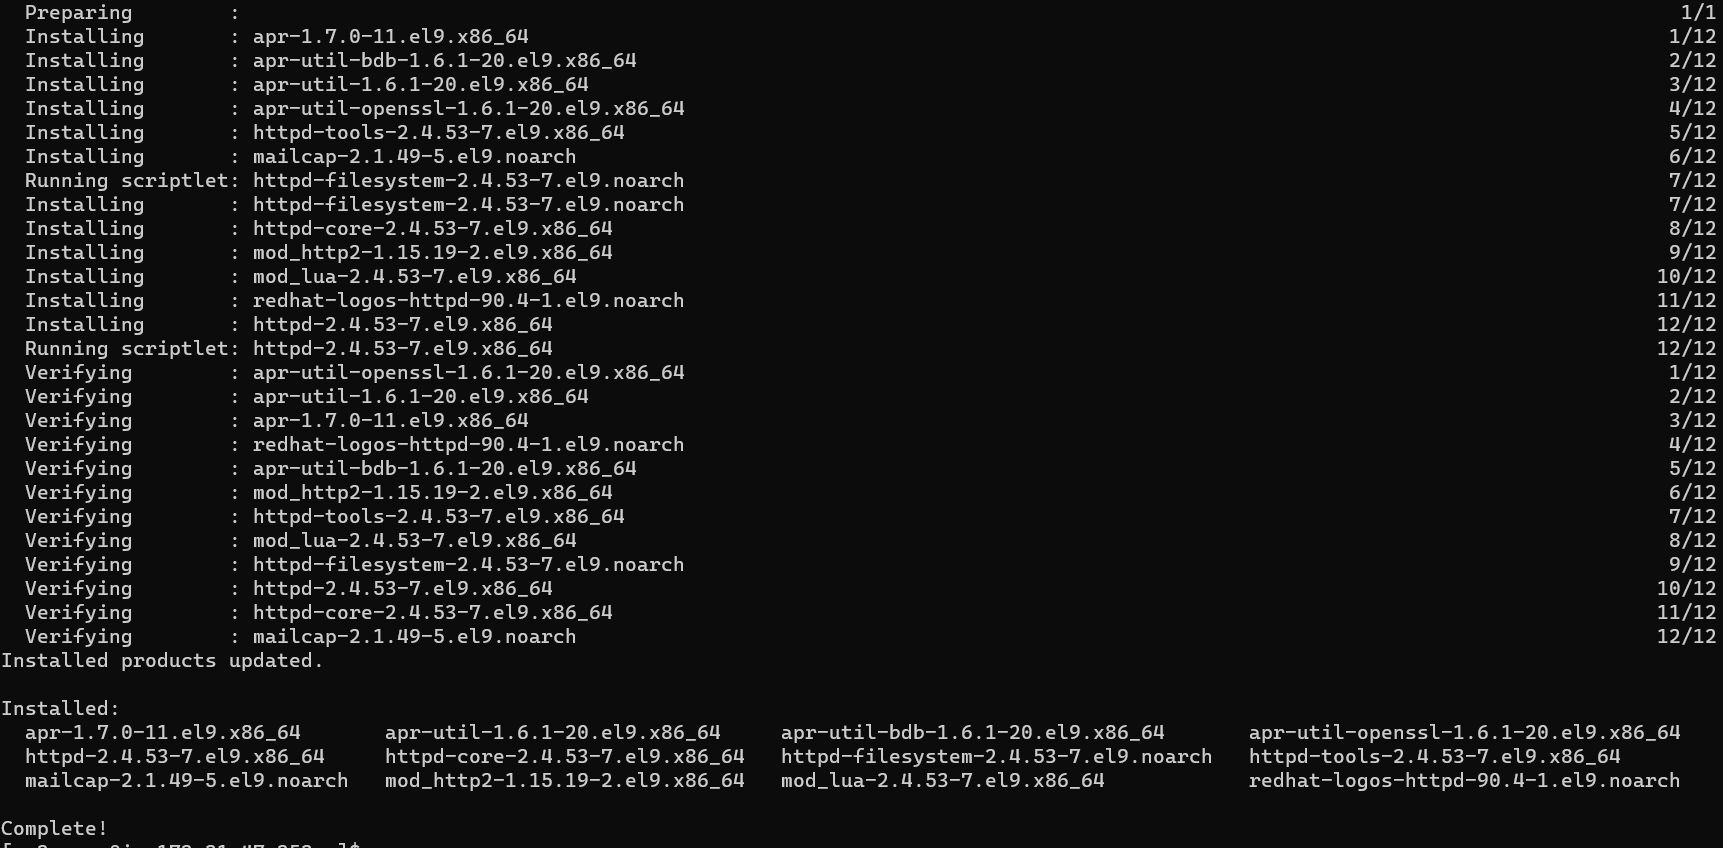 Preparing : 1/1
Installing : apr-1.7.0-11.el9.x86_64 1/12
Installing : apr-util-bdb-1.6.1-20.el9.x86_64 2/12
Installing : apr-util-1.6.1-20.el9.x86_64 3/12
Installing : apr-util-openssl-1.6.1-20.el9.x86_64 4/12
Installing : httpd-tools-2.4.53-7.el9.x86_64 5/12
Installing : mailcap-2.1.49-5.el9.noarch 6/12
Running scriptlet: httpd-filesystem-2.4.53-7.el9.noarch 7/12
Installing : httpd-filesystem-2.4.53-7.el9.noarch 7/12
Installing : httpd-core-2.4.53-7.el9.x86_64 8/12
Installing : mod_http2-1.15.19-2.el9.x86_64 9/12
Installing : mod_lua-2.4.53-7.el9.x86_64 10/12
Installing : redhat-logos-httpd-90.4-1.el9.noarch 11/12
Installing : httpd-2.4.53-7.el9.x86_64 12/12
Running scriptlet: httpd-2.4.53-7.el9.x86_64 12/12
Verifying : apr-util-openssl-1.6.1-20.el9.x86_64 1/12
Verifying : apr-util-1.6.1-20.el9.x86_64 2/12
Verifying : apr-1.7.0-11.el9.x86_64 3/12
Verifying : redhat-logos-httpd-90.4-1.el9.noarch 4/12
Verifying : apr-util-bdb-1.6.1-20.el9.x86_64 5/12
Verifying : mod_http2-1.15.19-2.el9.x86_64 6/12
Verifying : httpd-tools-2.4.53-7.el9.x86_64 7/12
Verifying : mod_lua-2.4.53-7.el9.x86_64 8/12
Verifying : httpd-filesystem-2.4.53-7.el9.noarch 9/12
Verifying : httpd-2.4.53-7.el9.x86_64 10/12
Verifying : httpd-core-2.4.53-7.el9.x86_64 11/12
Verifying : mailcap-2.1.49-5.el9.noarch 12/12
Installed products updated.
Installed:
apr-1.7.0-11.el9.x86_64 apr-util-1.6.1-20.el9.x86_64 apr-util-bdb-1.6.1-20.el9.x86_64 apr-util-openssl-1.6.1-20.el9.x86_64
httpd-2.4.53-7.el9.x86_64 httpd-core-2.4.53-7.el9.x86_64 httpd-filesystem-2.4.53-7.el9.noarch httpd-tools-2.4.53-7.el9.x86_64
mailcap-2.1.49-5.el9.noarch mod_http2-1.15.19-2.el9.x86_64 mod_lua-2.4.53-7.el9.x86_64 redhat-logos-httpd-90.4-1.el9.noarch
Complete!